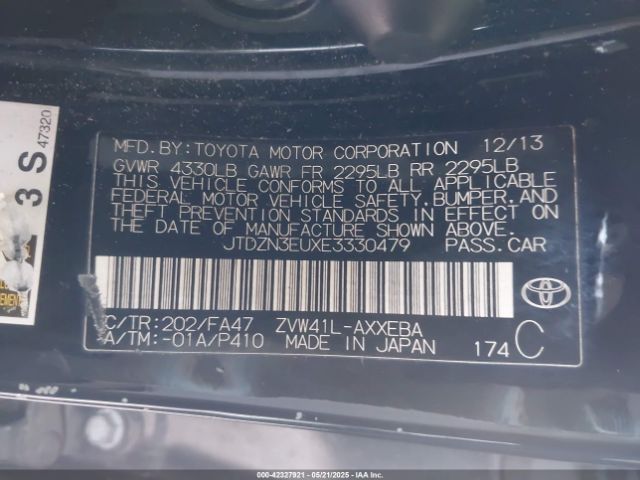 MFD.BY:TOYOTA MOTOR CORPORATION 12/13
GVWR 4330LB GAWR FR 2295LB RR 2295LB
THIS VEHICLE CONFORMS TO ALL APPLICABLE
FEDERAL MOTOR VEHICLE SAFETY,BUMPER,AND
THEFT PREVENTION STANDARDS IN EFFECT ON
THE DATE OF MANUFACTURE SHOWN ABOVE.
JTDZN3EUXE3330479 PASS.CAR
C/TR:202/FA47 ZVW41L-AXXEBA
A/TM:-01A/P410 MADE IN JAPAN 174 C
3 S 47320
© 000-42327921 - 05/21/2025 - IAAI.COM